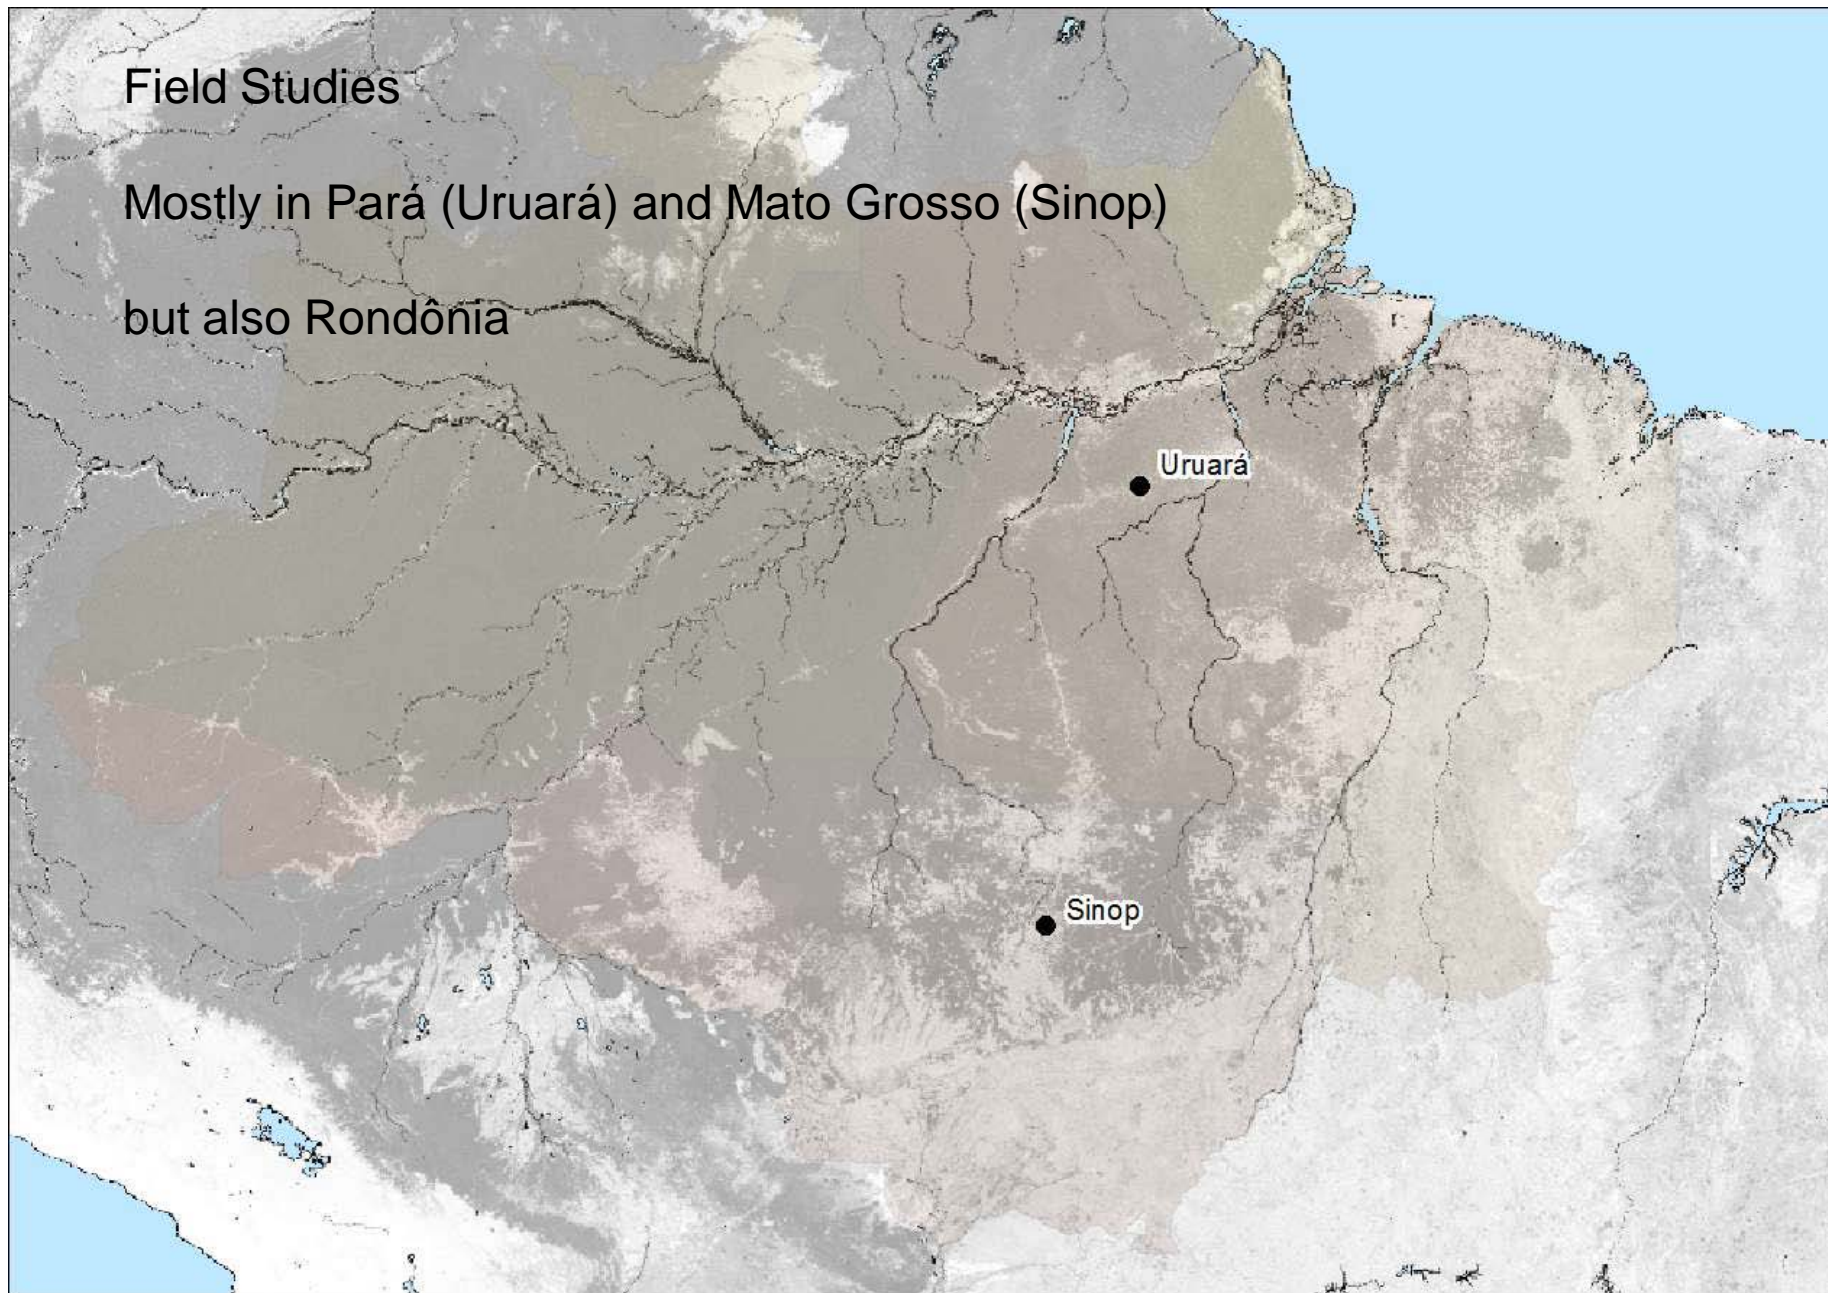 Field Studies
Mostly in Pará (Uruará) and Mato Grosso (Sinop)
but also Rondônia
Uruará
Sinop